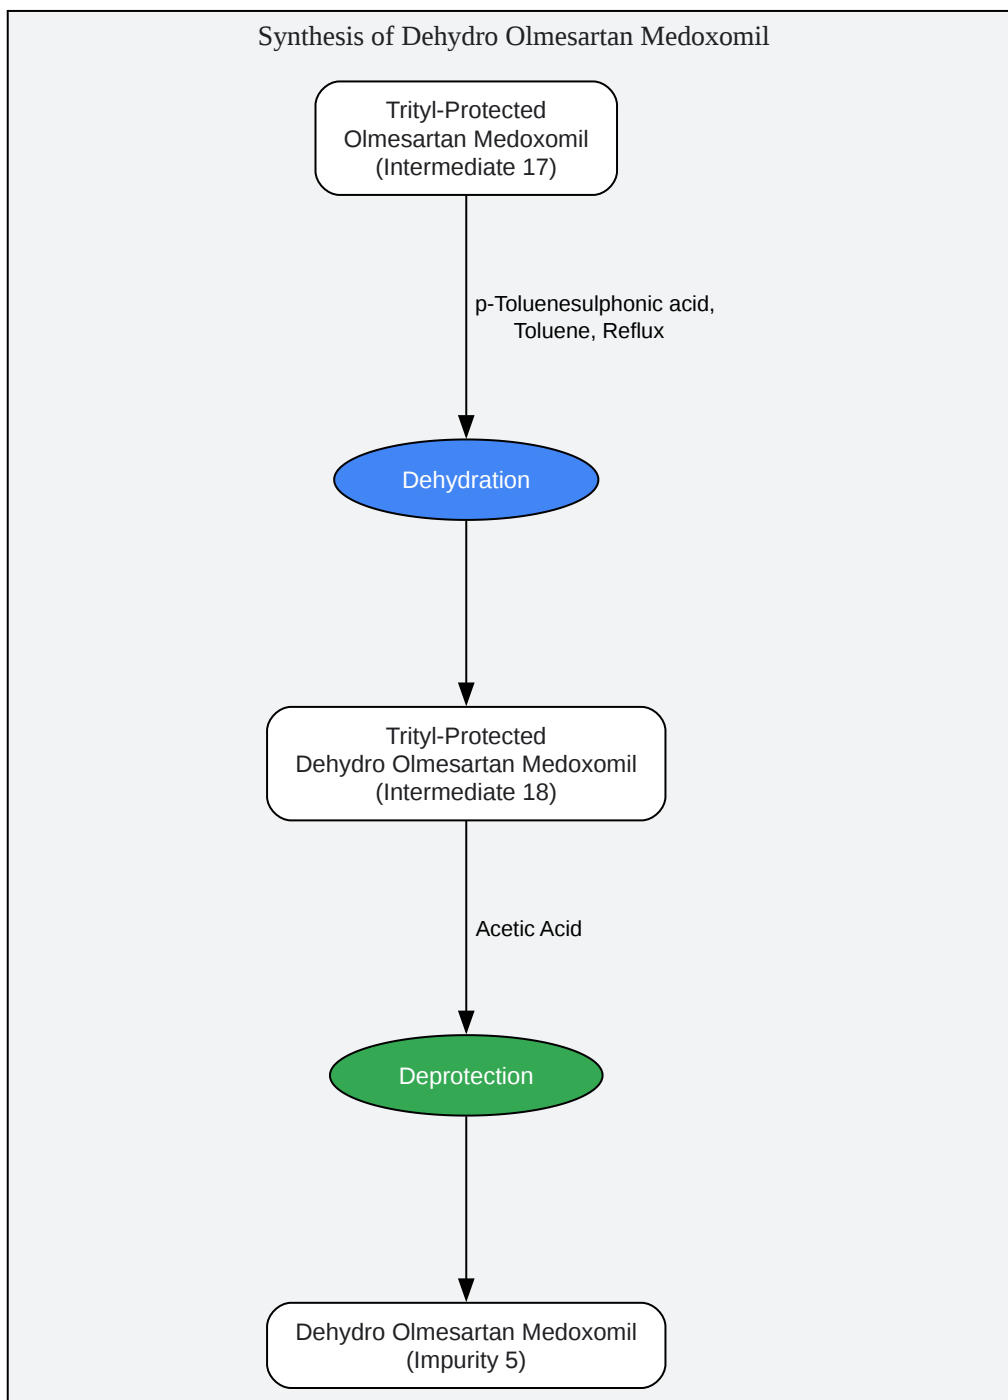 Synthesis of Dehydro Olmesartan Medoxomil
Trityl-Protected
Olmesartan Medoxomil
(Intermediate 17)
p-Toluenesulphonic acid,
Toluene, Reflux
Dehydration
Trityl-Protected
Dehydro Olmesartan Medoxomil
(Intermediate 18)
Acetic Acid
Deprotection
Dehydro Olmesartan Medoxomil
(Impurity 5)